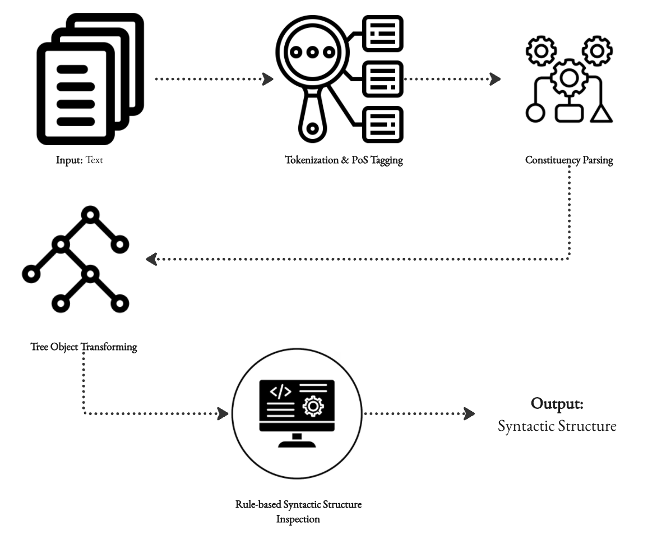 Input: Text
Tokenization & PoS Tagging
Constituency Parsing
Tree Object Transforming
</>
Output:
Syntactic Structure
Rule-based Syntactic Structure
Inspection